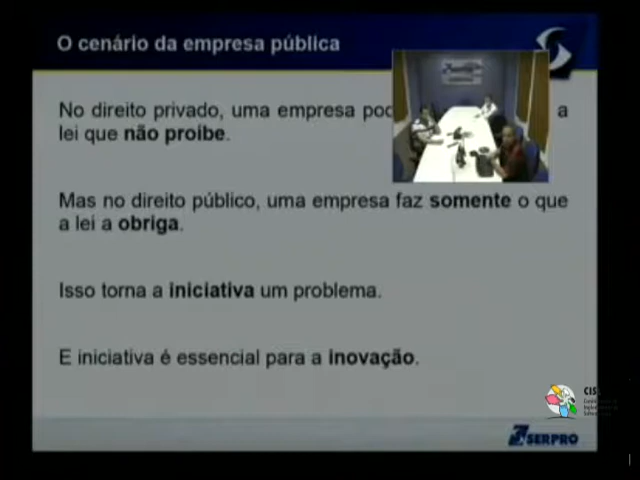 O cenário da empresa pública
No direito privado, uma empresa a
lei que não proibe.
Mas no direito público, uma empresa faz somente o que
a lei a obriga.
Isso torna a iniciativa um problema.
E iniciativa é essencial para a inovação.
CIS
SERPRO